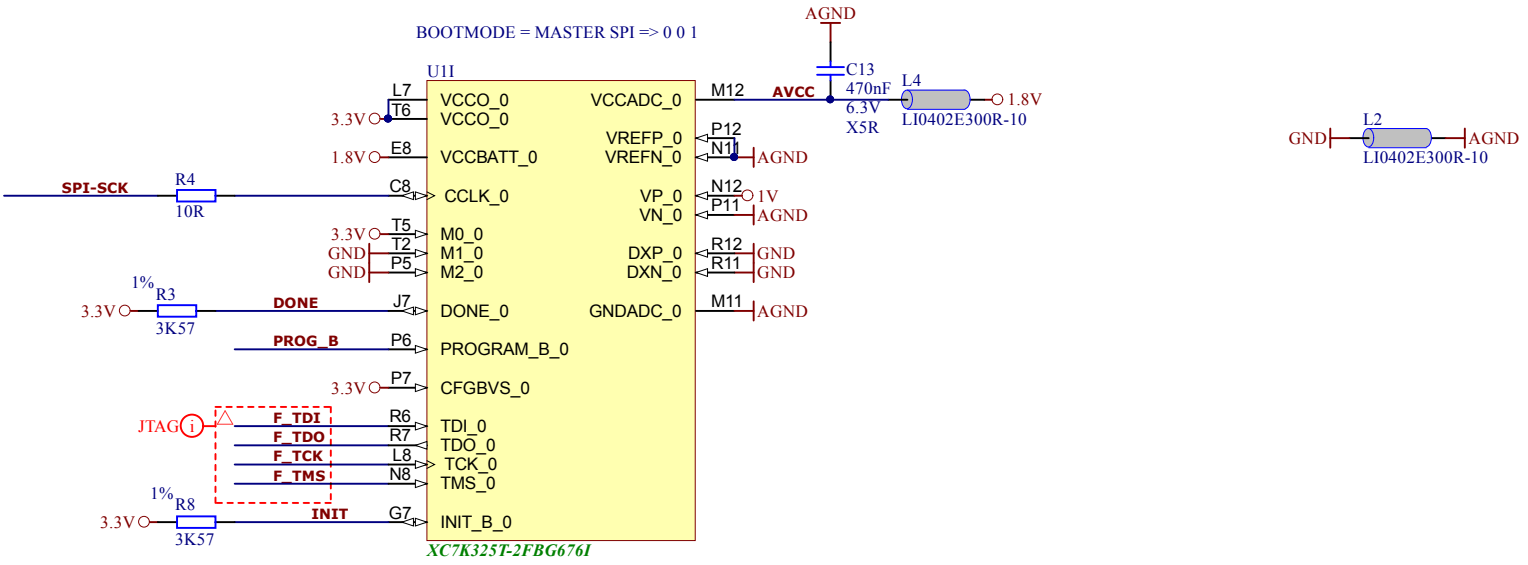 AGND
BOOTMODE = MASTER SPI => 0 0 1
U1I
C13
470nF
6.3V
X5R
L4
LI0402E300R-10
1.8V
AVCC
M12
VCCADC_0
L7
VCCO_0
3.3V
T6
VCCO_0
P12
VREFP_0
1.8V
E8
VCCBATT_0
VREFN_0
N11
AGND
L2
GND
AGND
LI0402E300R-10
SPI-SCK
R4
10R
C8
CCLK_0
VP_0
N12
1V
VN_0
P11
AGND
3.3V
T5
M0_0
GND
T2
M1_0
DXP_0
R12
GND
GND
P5
M2_0
DXN_0
R11
GND
1%
R3
3.3V
3K57
DONE
J7
DONE_0
GNDADC_0
M11
AGND
PROG_B
P6
PROGRAM_B_0
3.3V
P7
CFGBVS_0
JTAG
i
F_TDI
R6
TDI_0
F_TDO
R7
TDO_0
F_TCK
L8
TCK_0
F_TMS
N8
TMS_0
1%
R8
3.3V
3K57
INIT
G7
INIT_B_0
XC7K325T-2FBG676I